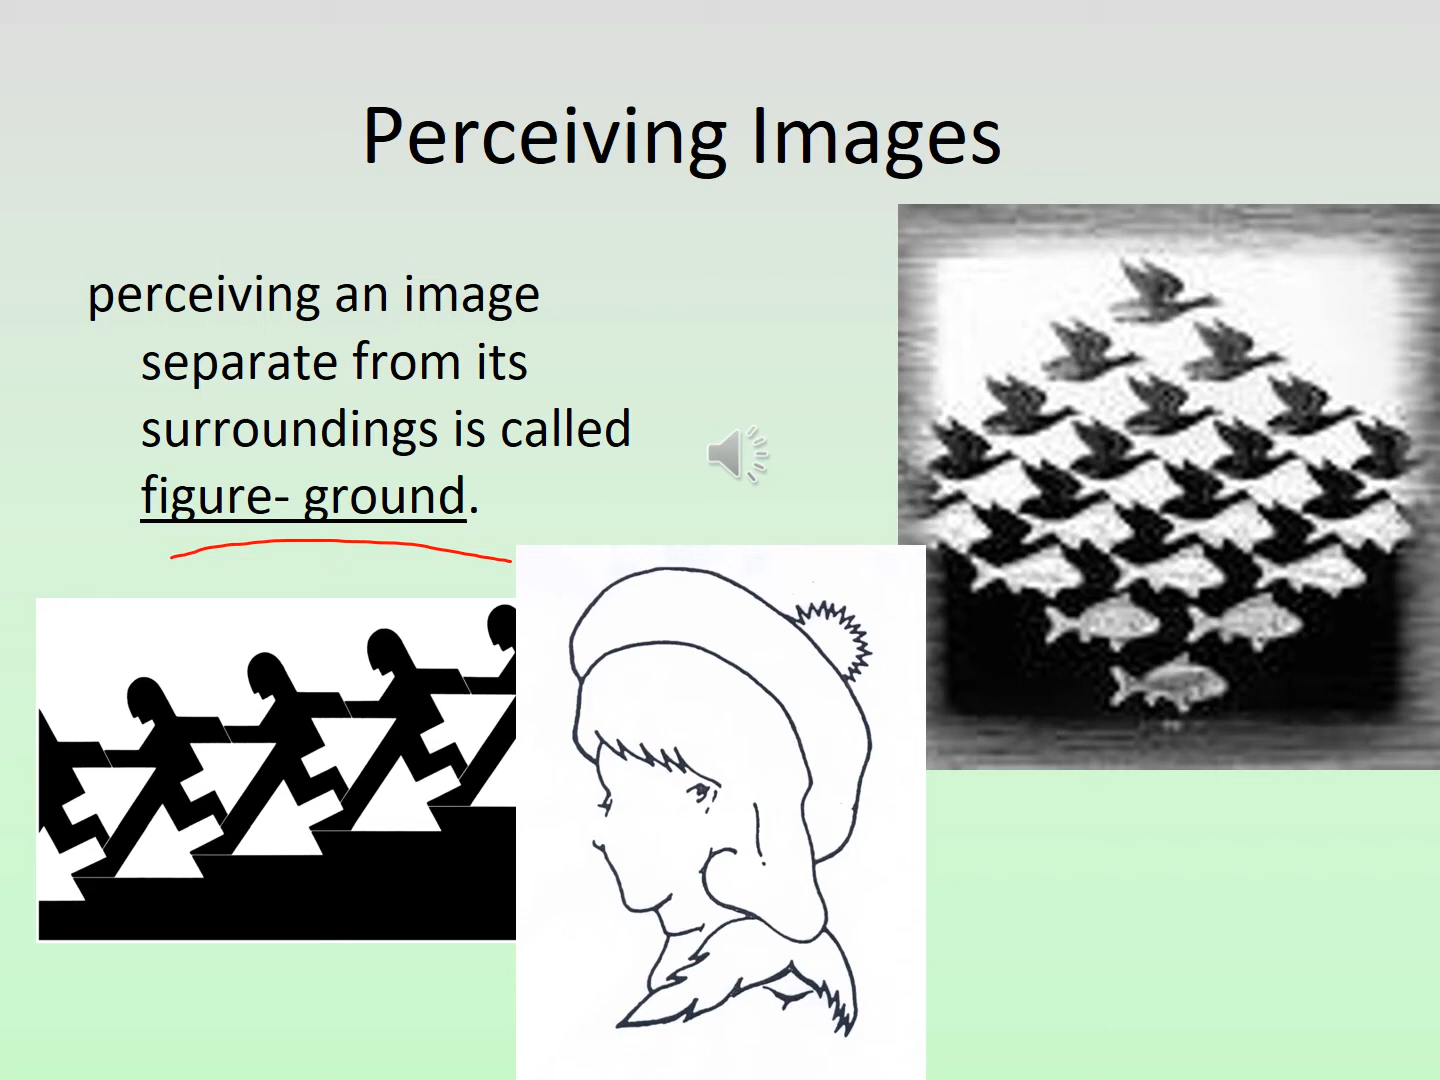 Perceiving Images
perceiving an image
separate from its
surroundings is called
figure- ground.